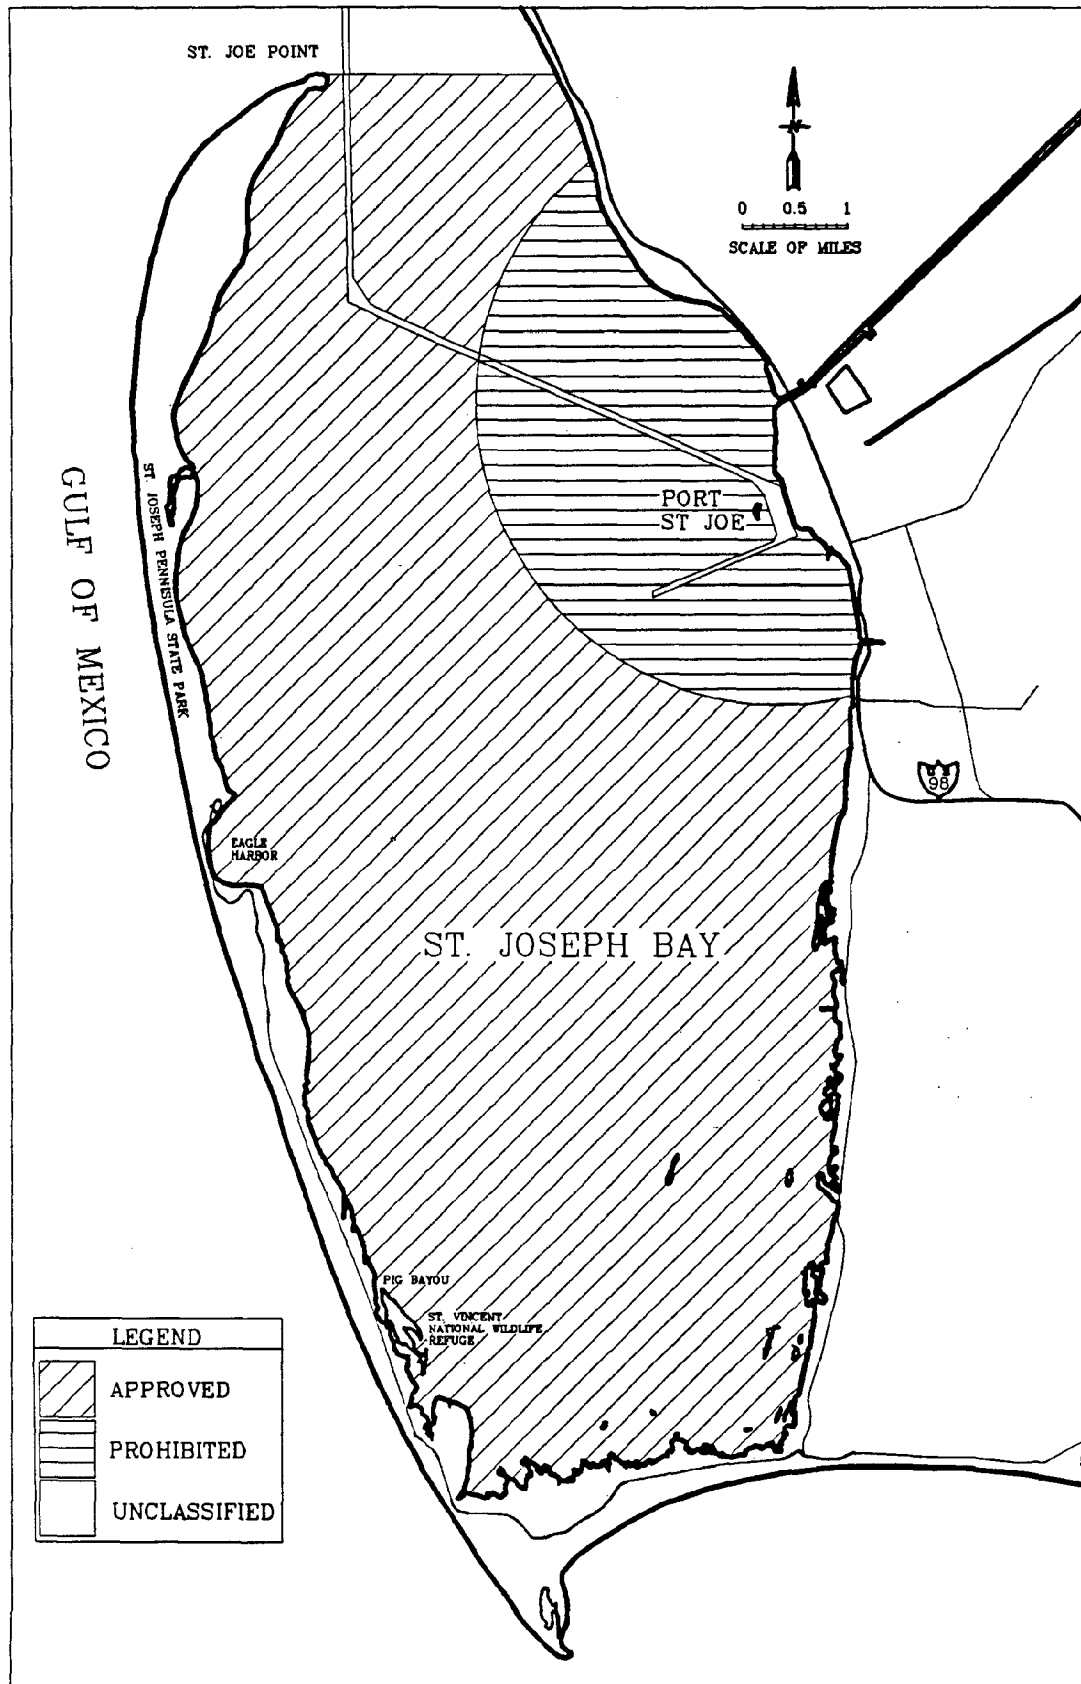 ST. JOE POINT
N
0 0.5 1
SCALE OF MILES
PORT
ST JOE
GULF OF MEXICO
ST. JOSEPH PENNISULA STATE PARK
98
EAGLE
HARBOR
ST. JOSEPH BAY
PIG BAYOU
ST. VINCENT
NATIONAL WILDLIFE
REFUGE
LEGEND
APPROVED
PROHIBITED
UNCLASSIFIED